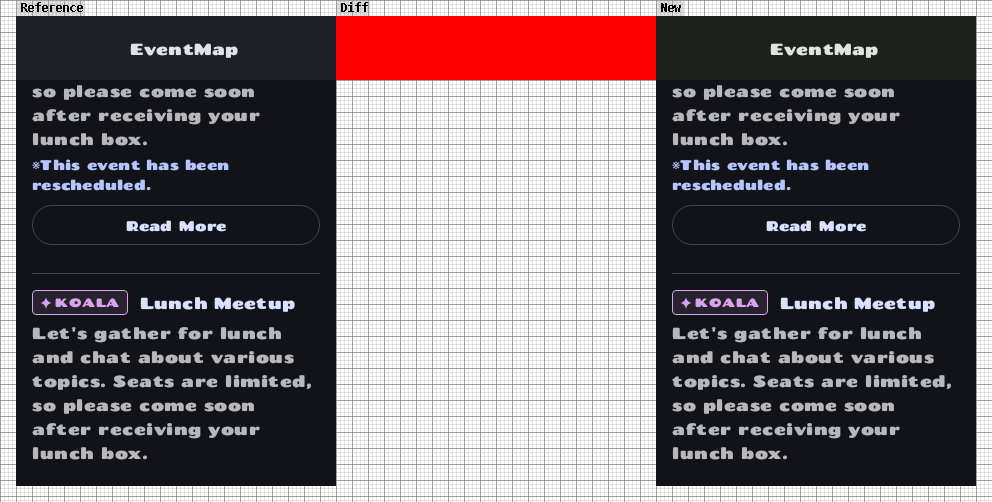 Reference
Diff
New
EventMap
so please come soon
after receiving your
lunch box.
※This event has been
rescheduled.
Read More
✦KOALA Lunch Meetup
Let's gather for lunch
and chat about various
topics. Seats are limited,
so please come soon
after receiving your
lunch box.
EventMap
so please come soon
after receiving your
lunch box.
※This event has been
rescheduled.
Read More
✦KOALA Lunch Meetup
Let's gather for lunch
and chat about various
topics. Seats are limited,
so please come soon
after receiving your
lunch box.